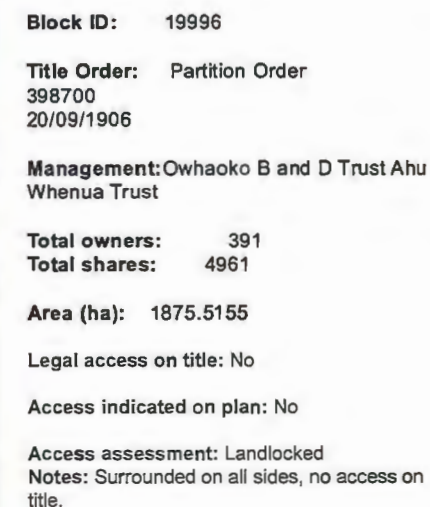 Block ID: 19996
Title Order: Partition Order
398700
20/09/1906
Management:Owhaoko B and D Trust Ahu
Whenua Trust
Total owners: 391
Total shares: 4961
Area (ha): 1875.5155
Legal access on title: No
Access indicated on plan: No
Access assessment: Landlocked
Notes: Surrounded on all sides, no access on
title.